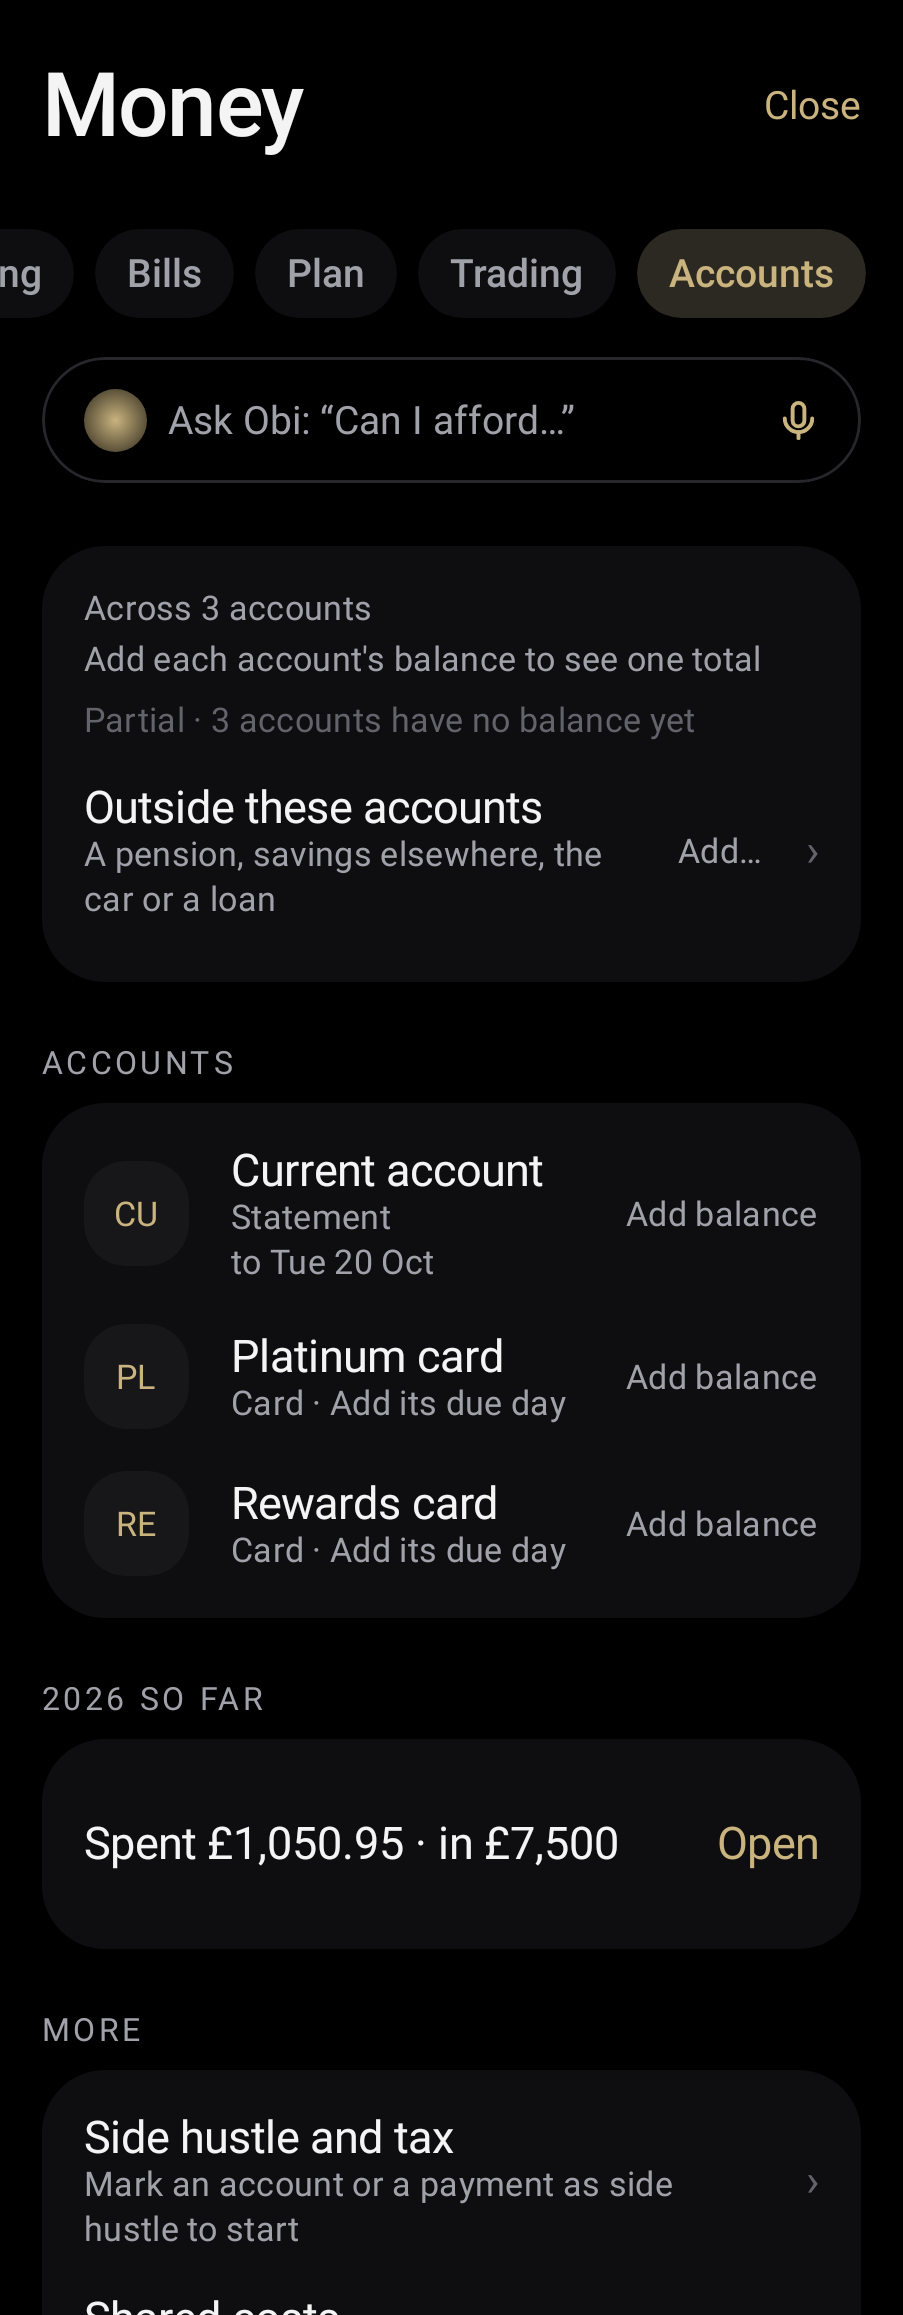 Money
Close
ng
Bills
Plan
Trading
Accounts
Ask Obi: “Can I afford...”
Across 3 accounts
Add each account's balance to see one total
Partial · 3 accounts have no balance yet
Outside these accounts
A pension, savings elsewhere, the
car or a loan
Add...
›
ACCOUNTS
CU
Current account
Statement
to Tue 20 Oct
Add balance
PL
Platinum card
Card · Add its due day
Add balance
RE
Rewards card
Card · Add its due day
Add balance
2026 SO FAR
Spent £1,050.95 · in £7,500
Open
MORE
Side hustle and tax
Mark an account or a payment as side
hustle to start
›
Shared costs